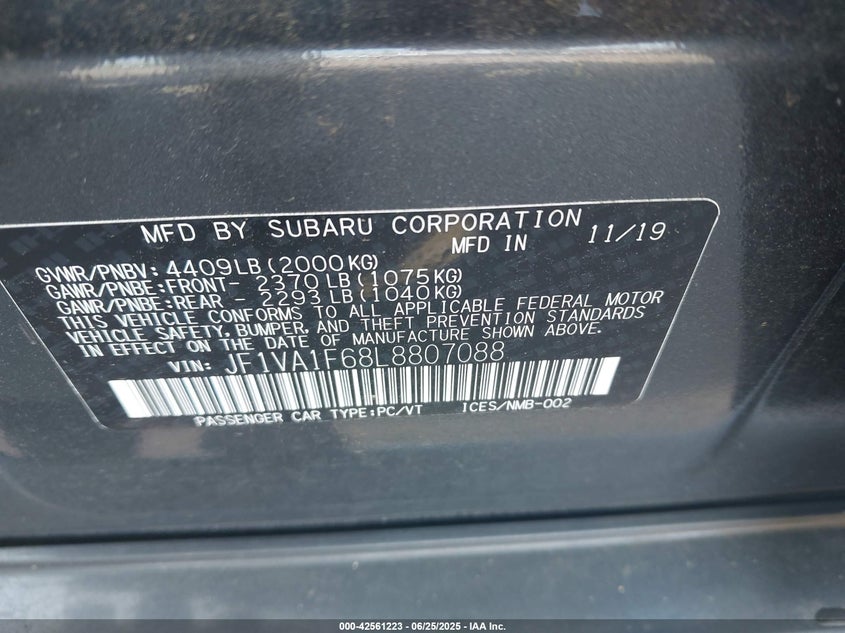 MFD BY SUBARU CORPORATION
MFD IN 11/19
GVWR/PNBV: 4409LB(2000KG)
GAWR/PNBE:FRONT- 2370LB(1075KG)
GAWR/PNBE:REAR - 2293LB(1040KG)
THIS VEHICLE CONFORMS TO ALL APPLICABLE FEDERAL MOTOR
VEHICLE SAFETY, BUMPER, AND THEFT PREVENTION STANDARDS
IN EFFECT ON THE DATE OF MANUFACTURE SHOWN ABOVE.
VIN: JF1VA1F68L8807088
PASSENGER CAR TYPE:PC/VT ICES/NMB-002
000-42561223 - 06/25/2025 - IAA Inc.